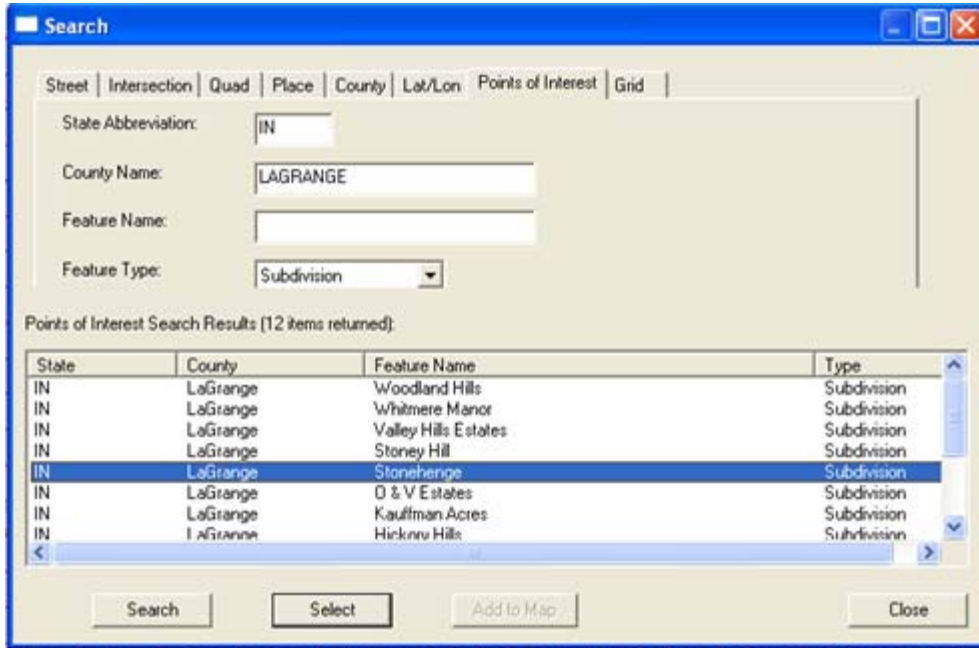 Search
Street Intersection Quad Place County Lat/Lon Points of Interest Grid
State Abbreviation: IN
County Name: LAGRANGE
Feature Name:
Feature Type: Subdivision
Points of Interest Search Results (12 items returned):
State County Feature Name Type
IN LaGrange Woodland Hills Subdivision
IN LaGrange Whitmere Manor Subdivision
IN LaGrange Valley Hills Estates Subdivision
IN LaGrange Stoney Hill Subdivision
IN LaGrange Stonehenge Subdivision
IN LaGrange O & V Estates Subdivision
IN LaGrange Kauffman Acres Subdivision
IN LaGrange Hickory Hills Subdivision
Search Select Add to Map Close